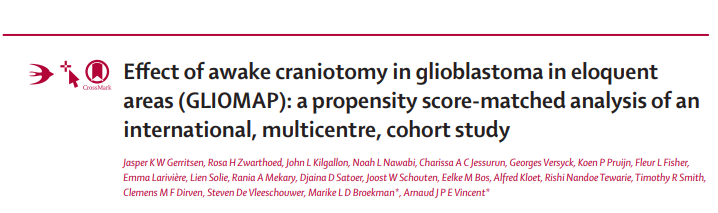 CrossMark
Effect of awake craniotomy in glioblastoma in eloquent
areas (GLIOMAP): a propensity score-matched analysis of an
international, multicentre, cohort study
Jasper K W Gerritsen, Rosa H Zwarthoed, John L Kilgallon, Noah L Nawabi, Charissa A C Jessurun, Georges Versyck, Koen P Pruijn, Fleur L Fisher,
Emma Larivière, Lien Solie, Rania A Mekary, Djaina D Satoer, Joost W Schouten, Eelke M Bos, Alfred Kloet, Rishi Nandoe Tewarie, Timothy R Smith,
Clemens M F Dirven, Steven De Vleeschouwer, Marike L D Broekman*, Arnaud J P E Vincent*